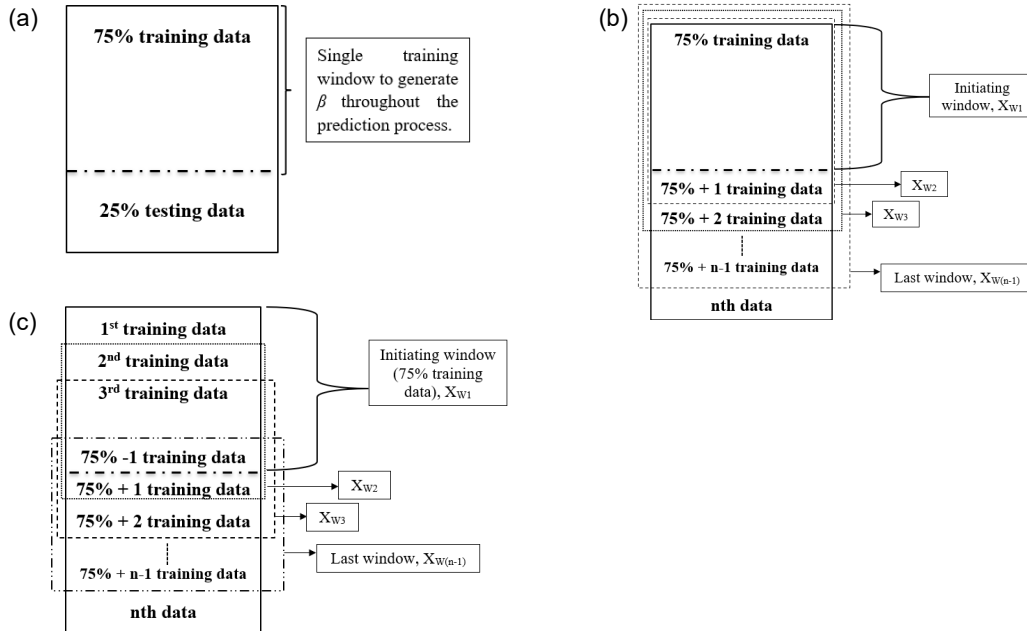 (a)
75% training data
25% testing data
Single training
window to generate
β throughout the
prediction process.
(b)
75% training data
75% + 1 training data
75% + 2 training data
75% + n-1 training data
nth data
Initiating
window, XW1
XW2
XW3
Last window, XW(n-1)
(c)
1st training data
2nd training data
3rd training data
75% -1 training data
75% + 1 training data
75% + 2 training data
75% + n-1 training data
nth data
Initiating window
(75% training
data), XW1
XW2
XW3
Last window, XW(n-1)